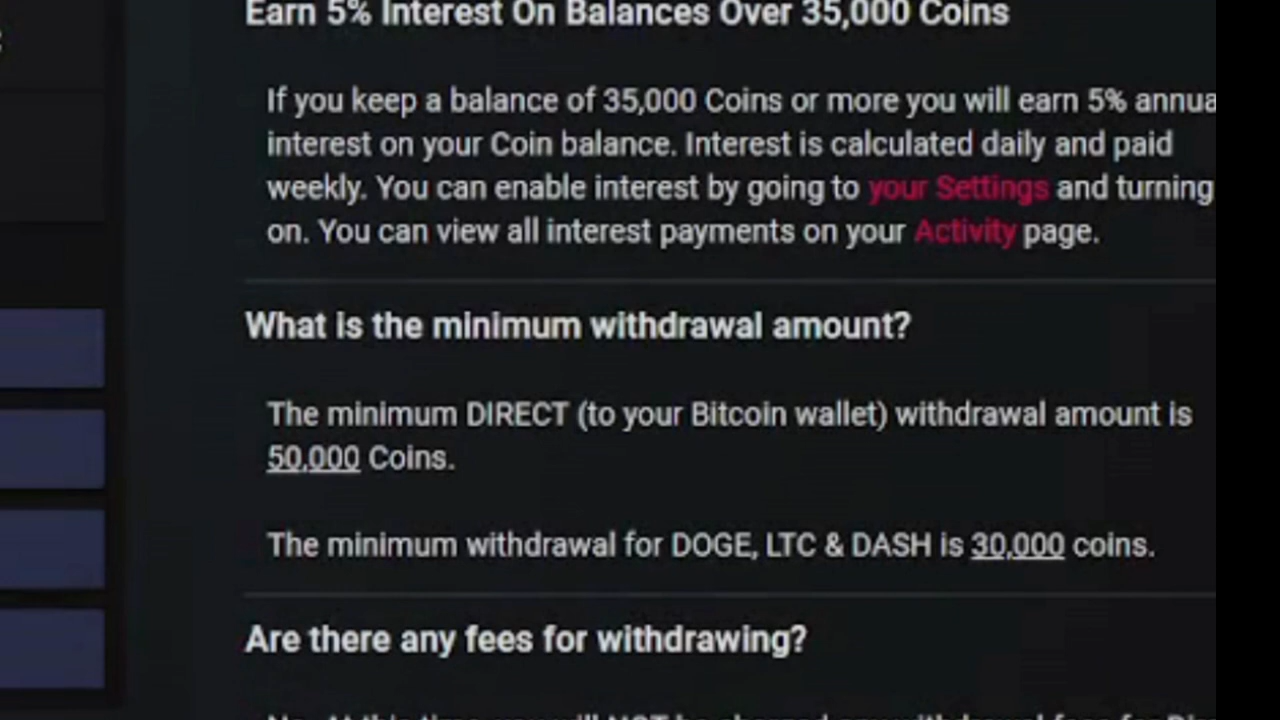 Earn 5% Interest On Balances Over 35,000 Coins
If you keep a balance of 35,000 Coins or more you will earn 5% annua
interest on your Coin balance. Interest is calculated daily and paid
weekly. You can enable interest by going to your Settings and turning
on. You can view all interest payments on your Activity page.
What is the minimum withdrawal amount?
The minimum DIRECT (to your Bitcoin wallet) withdrawal amount is
50,000 Coins.
The minimum withdrawal for DOGE, LTC & DASH is 30,000 coins.
Are there any fees for withdrawing?